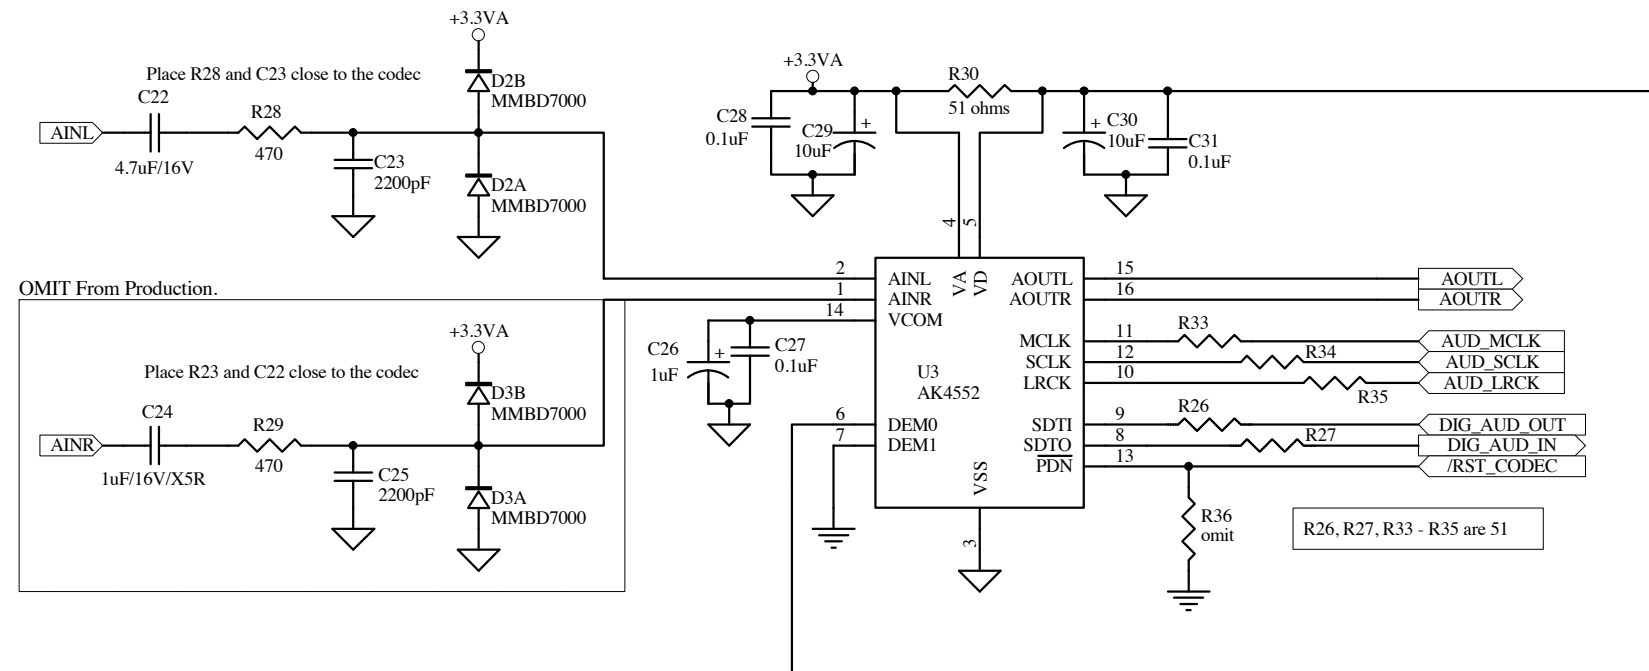 +3.3VA
Place R28 and C23 close to the codec
C22
R28
AINL
4.7uF/16V
470
C23
2200pF
D2B
MMBD7000
D2A
MMBD7000
OMIT From Production.
+3.3VA
Place R23 and C22 close to the codec
C24
R29
AINR
1uF/16V/X5R
470
C25
2200pF
D3B
MMBD7000
D3A
MMBD7000
+3.3VA
R30
51 ohms
C28
0.1uF
C29
+
10uF
+
C30
10uF
C31
0.1uF
4
5
2
AINL
1
AINR
14
VCOM
VA
VD
C26
+
1uF
C27
0.1uF
6
DEM0
7
DEM1
U3
AK4552
VSS
3
AOUTL
15
AOUTL
AOUTR
16
AOUTR
MCLK
11
R33
AUD_MCLK
SCLK
12
R34
AUD_SCLK
LRCK
10
R35
AUD_LRCK
SDTI
9
R26
DIG_AUD_OUT
SDTO
8
R27
DIG_AUD_IN
PDN
13
/RST_CODEC
R36
omit
R26, R27, R33 - R35 are 51